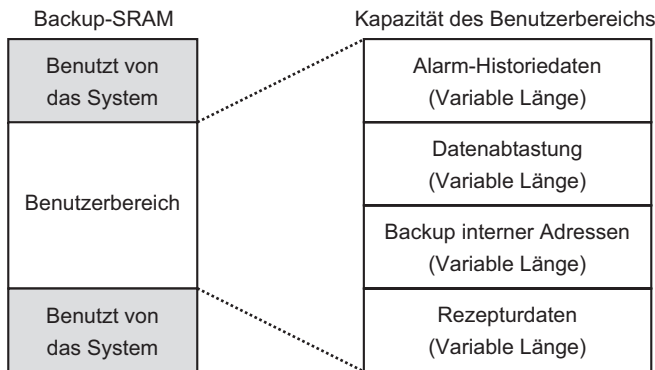 Backup-SRAM
Benutzt von
das System
Benutzerbereich
Benutzt von
das System
Kapazität des Benutzerbereichs
Alarm-Historiedaten
(Variable Länge)
Datenabtastung
(Variable Länge)
Backup interner Adressen
(Variable Länge)
Rezepturdaten
(Variable Länge)